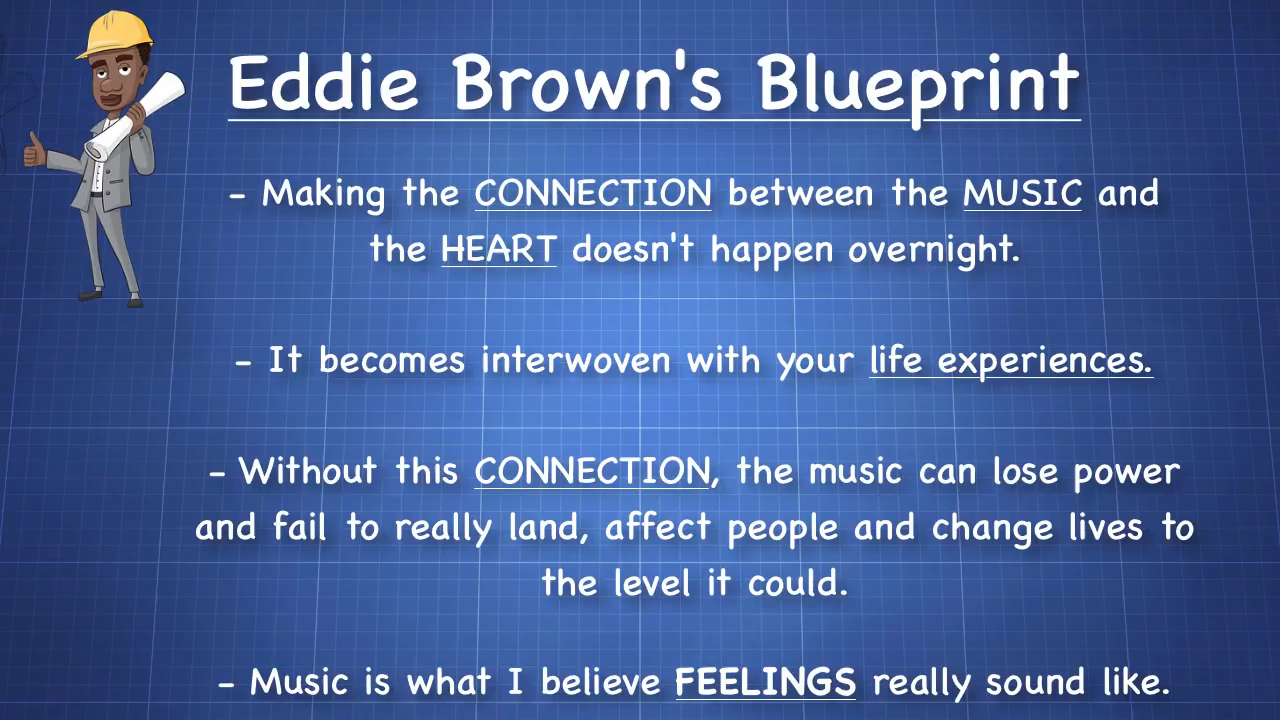 Eddie Brown's Blueprint
- Making the CONNECTION between the MUSIC and
the HEART doesn't happen overnight.
- It becomes interwoven with your life experiences.
- Without this CONNECTION, the music can lose power
and fail to really land, affect people and change lives to
the level it could.
- Music is what I believe FEELINGS really sound like.